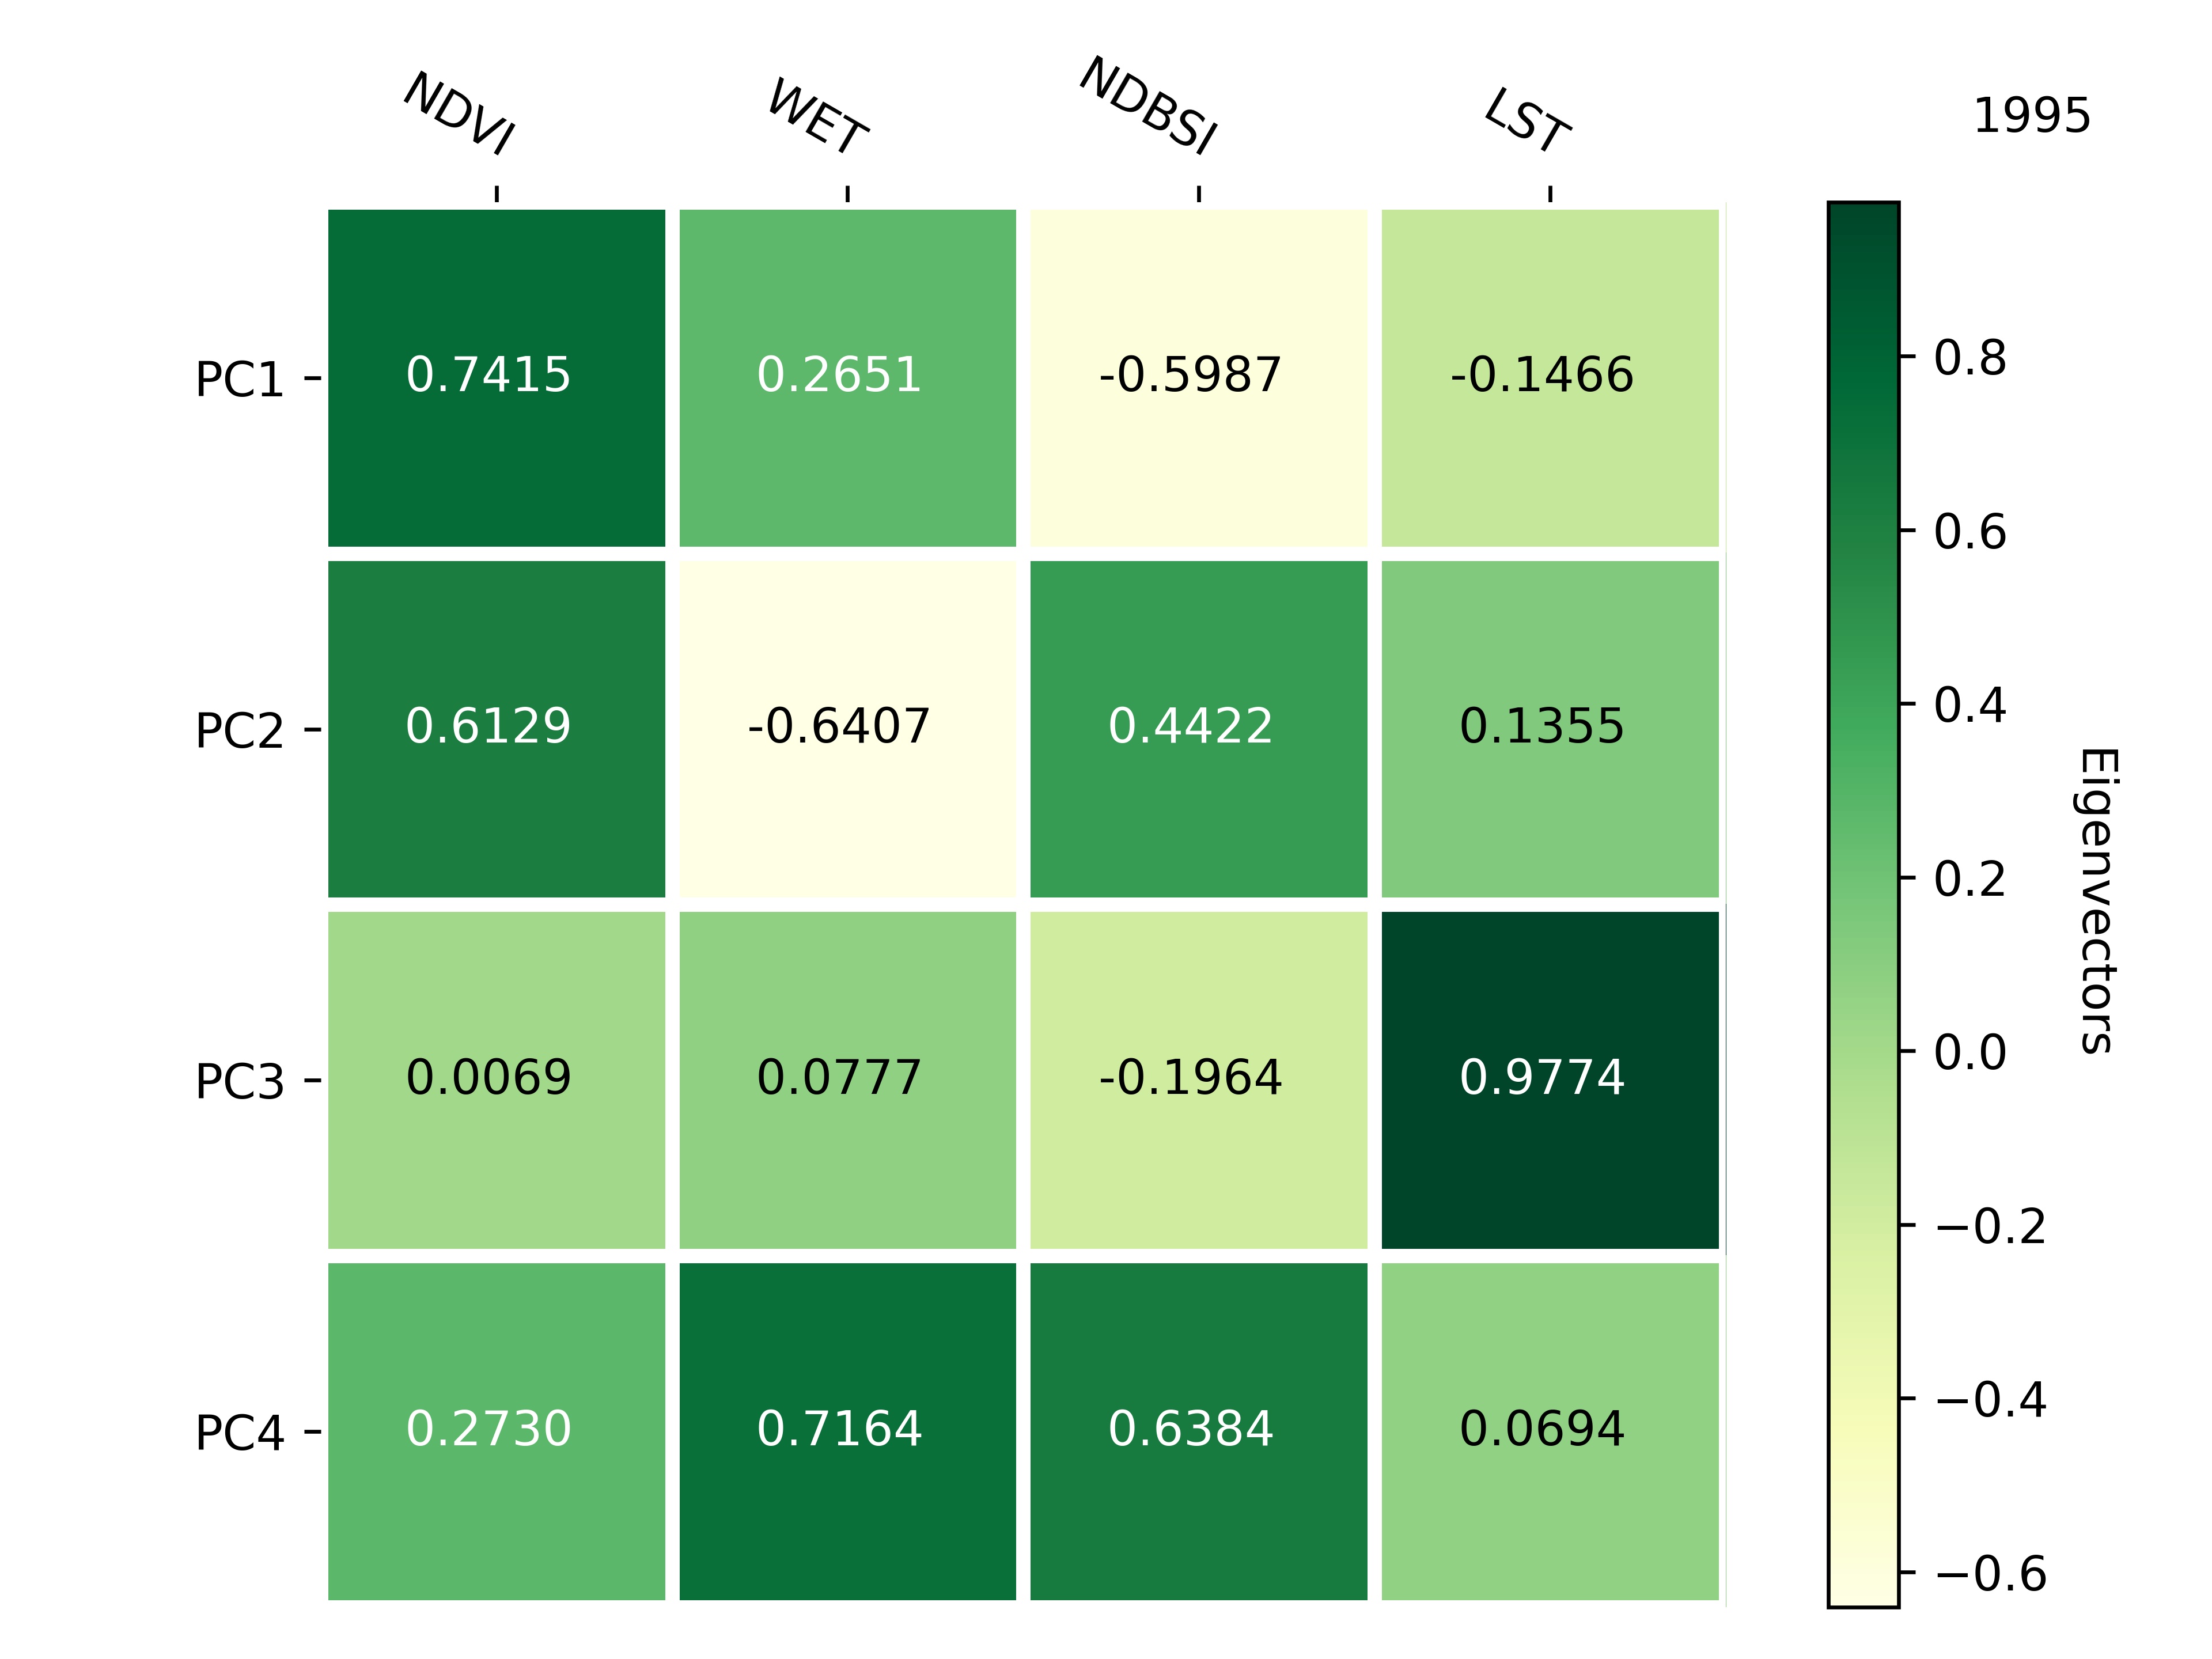 NDVI WET NDBSI LST
1995
PC1 0.7415 0.2651 -0.5987 -0.1466
PC2 0.6129 -0.6407 0.4422 0.1355
PC3 0.0069 0.0777 -0.1964 0.9774
PC4 0.2730 0.7164 0.6384 0.0694
0.8
0.6
0.4
0.2
0.0
−0.2
−0.4
−0.6
Eigenvectors